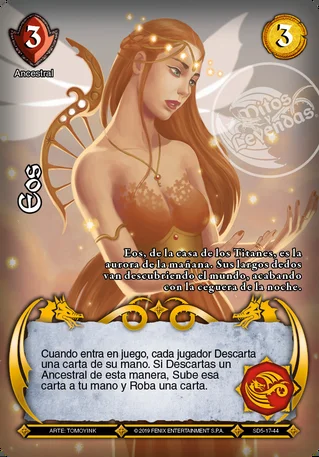 3
3
Ancestral
Mitos y
Leyendas
Eos
Eos, de la casa de los Titanes, es la
aurora de la mañana. Sus largos dedos
van descubriendo el mundo, acabando
con la ceguera de la noche.
Cuando entra en juego, cada jugador Descarta
una carta de su mano. Si Descartas un
Ancestral de esta manera, Sube esa
carta a tu mano y Roba una carta.
ARTE: TOMOYINK
©2019 FENIX ENTERTAINMENT S.P.A.
SD5-17-44